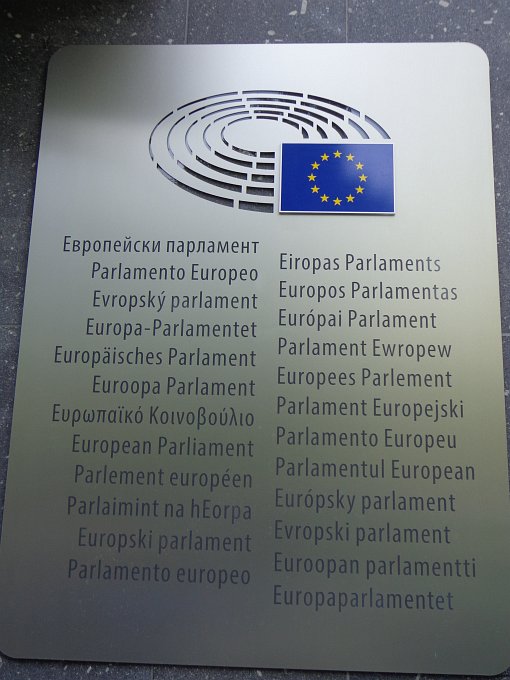 Европейски парламент
Parlamento Europeo
Evropský parlament
Europa-Parlamentet
Europäisches Parlament
Euroopa Parlament
Ευρωπαϊκό Κοινοβούλιο
European Parliament
Parlement européen
Parlaimint na hEorpa
Europski parlament
Parlamento europeo
Eiropas Parlaments
Europos Parlamentas
Európai Parlament
Parlament Ewropew
Europees Parlement
Parlament Europejski
Parlamento Europeu
Parlamentul European
Európsky parlament
Evropski parlament
Euroopan parlamentti
Europaparlamentet